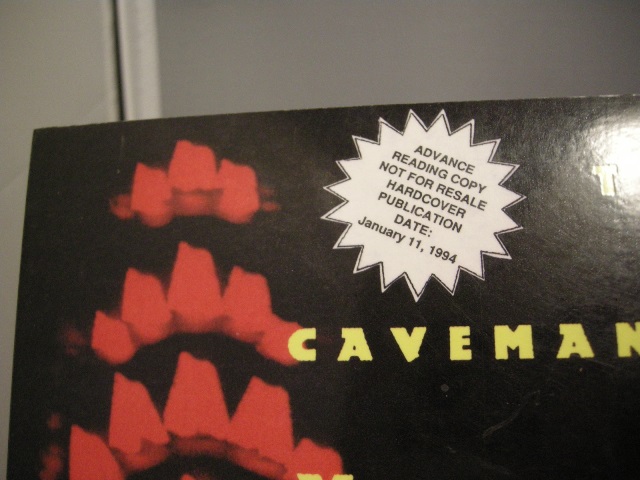 ADVANCE
READING COPY
NOT FOR RESALE
HARDCOVER
PUBLICATION
DATE:
January 11, 1994
T
CAVEMAN